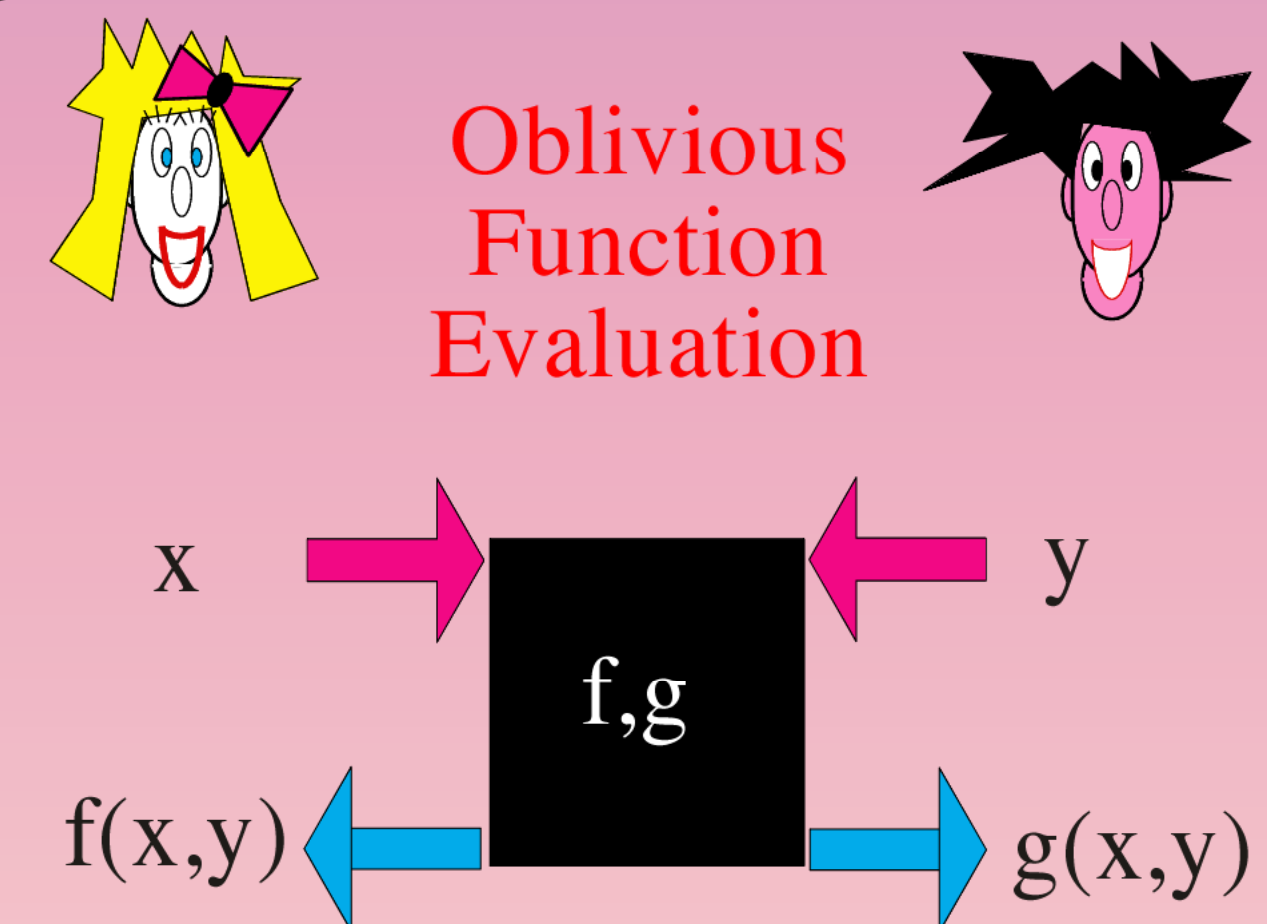 Oblivious
Function
Evaluation
x
y
f,g
f(x,y)
g(x,y)